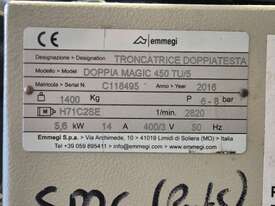 CE emmegi
Designazione • Designation TRONCATRICE DOPPIATESTA
Modello • Model DOPPIA MAGIC 450 TU/5
Matricola • Serial N. C118495 Anno • Year 2016
1400 Kg P 6 - 8 bar
M H71C2SE 1/min. 2820
5,6 kW 14 A 400/3 V 50 Hz
Emmegi S.p.a. - Via Archimede, 10 - 41019 Limidi di Soliera (MO) - Italia
Tel +39 059 895411 - www.emmegi.com - info@emmegi.com